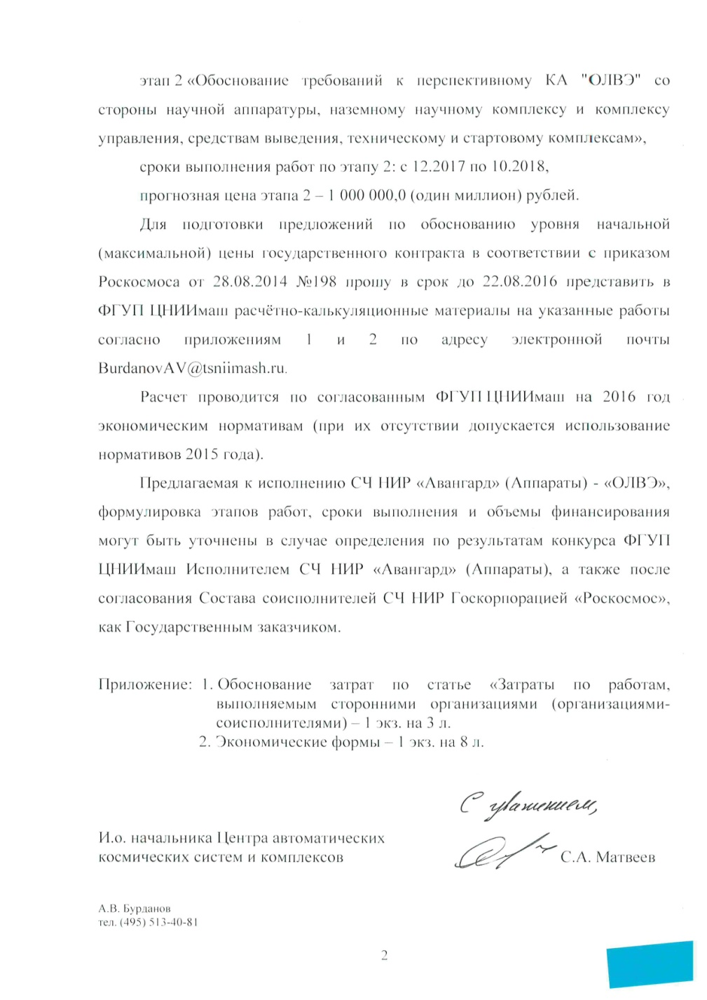 этап 2 «Обоснование требований к перспективному КА "ОЛВЭ" со
стороны научной аппаратуры, наземному научному комплексу и комплексу
управления, средствам выведения, техническому и стартовому комплексам»,
сроки выполнения работ по этапу 2: с 12.2017 по 10.2018,
прогнозная цена этапа 2 – 1 000 000,0 (один миллион) рублей.
Для подготовки предложений по обоснованию уровня начальной
(максимальной) цены государственного контракта в соответствии с приказом
Роскосмоса от 28.08.2014 №198 прошу в срок до 22.08.2016 представить в
ФГУП ЦНИИмаш расчётно-калькуляционные материалы на указанные работы
согласно приложениям 1 и 2 по адресу электронной почты
BurdanovAV@tsniimash.ru.
Расчет проводится по согласованным ФГУП ЦНИИмаш на 2016 год
экономическим нормативам (при их отсутствии допускается использование
нормативов 2015 года).
Предлагаемая к исполнению СЧ НИР «Авангард» (Аппараты) - «ОЛВЭ»,
формулировка этапов работ, сроки выполнения и объемы финансирования
могут быть уточнены в случае определения по результатам конкурса ФГУП
ЦНИИмаш Исполнителем СЧ НИР «Авангард» (Аппараты), а также после
согласования Состава соисполнителей СЧ НИР Госкорпорацией «Роскосмос»,
как Государственным заказчиком.
Приложение: 1. Обоснование затрат по статье «Затраты по работам,
выполняемым сторонними организациями (организациями-
соисполнителями) – 1 экз. на 3 л.
2. Экономические формы – 1 экз. на 8 л.
С уважением,
И.о. начальника Центра автоматических
космических систем и комплексов
С.А. Матвеев
А.В. Бурданов
тел. (495) 513-40-81
2